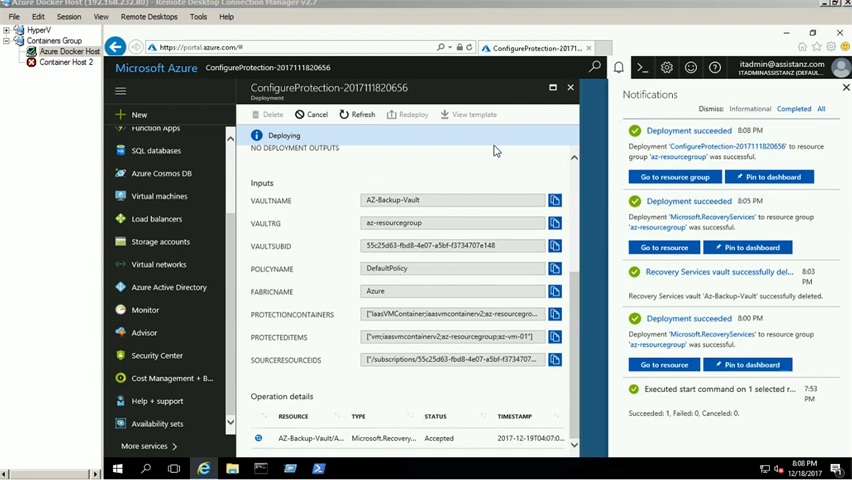 Azure Docker Host (192.168.232.80) - Remote Desktop Connection Manager v2.7
File Edit Session View Remote Desktops Tools Help
HyperV
Containers Group
Azure Docker Host
Container Host 2
https://portal.azure.com/#
ConfigureProtection-20171...
Microsoft Azure ConfigureProtection-2017111820656
itadmin@assistanz.com
ITADMINASSISTANZ.COM
New
Function Apps
SQL databases
Azure Cosmos DB
Virtual machines
Load balancers
Storage accounts
Virtual networks
Azure Active Directory
Monitor
Advisor
Security Center
Cost Management + B...
Help + support
Availability sets
More services
ConfigureProtection-2017111820656
Deployment
Delete Cancel Refresh Redeploy View template
Deploying
NO DEPLOYMENT OUTPUTS
Inputs
VAULTNAME AZ-Backup-Vault
VAULTRG az-resourcegroup
VAULTSUBID 55c25d63-fbd8-4e07-a5bf-f3734707e148
POLICYNAME DefaultPolicy
FABRICNAME Azure
PROTECTIONCONTAINERS ["IaasVMContainer;iaasvmcontainerv2;az-resourcegro...
PROTECTEDITEMS ["vm;iaasvmcontainerv2;az-resourcegroup;az-vm-01"]
SOURCERESOURCEIDS ["/subscriptions/55c25d63-fbd8-4e07-a5bf-f3734707...
Operation details
RESOURCE TYPE STATUS TIMESTAMP
AZ-Backup-Vault/A... Microsoft.Recovery... Accepted 2017-12-19T04:07:0...
Notifications
Dismiss: Informational Completed All
Deployment succeeded 8:08 PM
Deployment 'ConfigureProtection-2017111820656' to resource
group 'az-resourcegroup' was successful.
Go to resource group Pin to dashboard
Deployment succeeded 8:05 PM
Deployment 'Microsoft.RecoveryServices' to resource group
'az-resourcegroup' was successful.
Go to resource Pin to dashboard
Recovery Services vault successfully del... 8:03 PM
Recovery Services vault 'Az-Backup-Vault' successfully deleted.
Deployment succeeded 8:00 PM
Deployment 'Microsoft.RecoveryServices' to resource group
'az-resourcegroup' was successful.
Go to resource Pin to dashboard
Executed start command on 1 selected r... 7:53 PM
Succeeded: 1, Failed: 0, Canceled: 0.
8:08 PM
12/18/2017